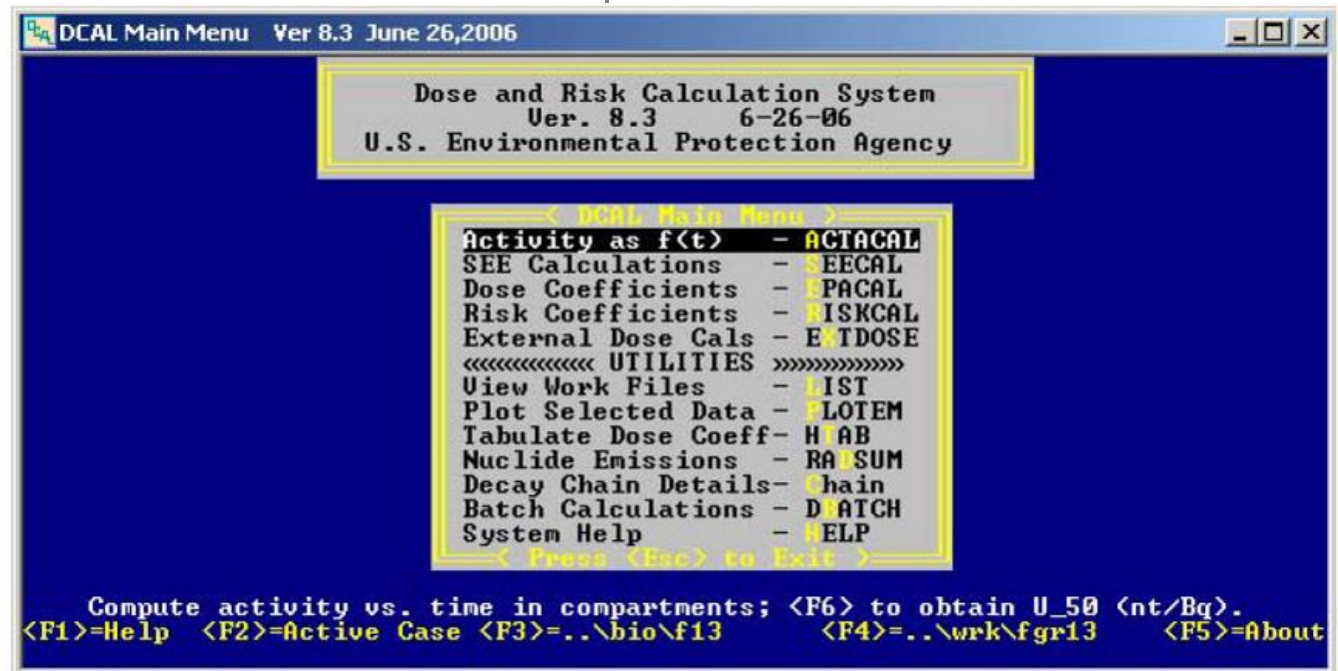 DCAL Main Menu Ver 8.3 June 26,2006
Dose and Risk Calculation System
Ver. 8.3 6-26-06
U.S. Environmental Protection Agency
< DCAL Main Menu >
Activity as f(t) - ACTACAL
SEE Calculations - SEECAL
Dose Coefficients - EPACAL
Risk Coefficients - RISKCAL
External Dose Cals - EXTDOSE
«««««««« UTILITIES »»»»»»»»
View Work Files - LIST
Plot Selected Data - PLOTEM
Tabulate Dose Coeff- HTAB
Nuclide Emissions - RADSUM
Decay Chain Details- Chain
Batch Calculations - DBATCH
System Help - HELP
< Press <Esc> to Exit >
Compute activity vs. time in compartments; <F6> to obtain U_50 (nt/Bq).
<F1>=Help <F2>=Active Case <F3>=..\bio\f13 <F4>=..\wrk\fgr13 <F5>=About